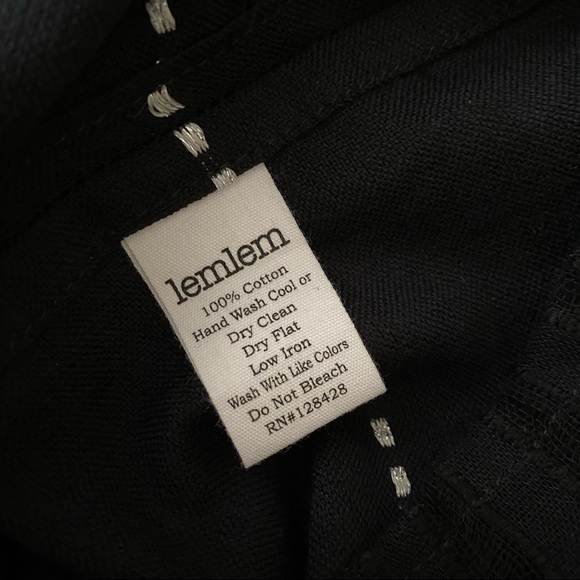 lemlem
100% Cotton
Hand Wash Cool or
Dry Clean
Dry Flat
Low Iron
Wash With Like Colors
Do Not Bleach
RN#128428